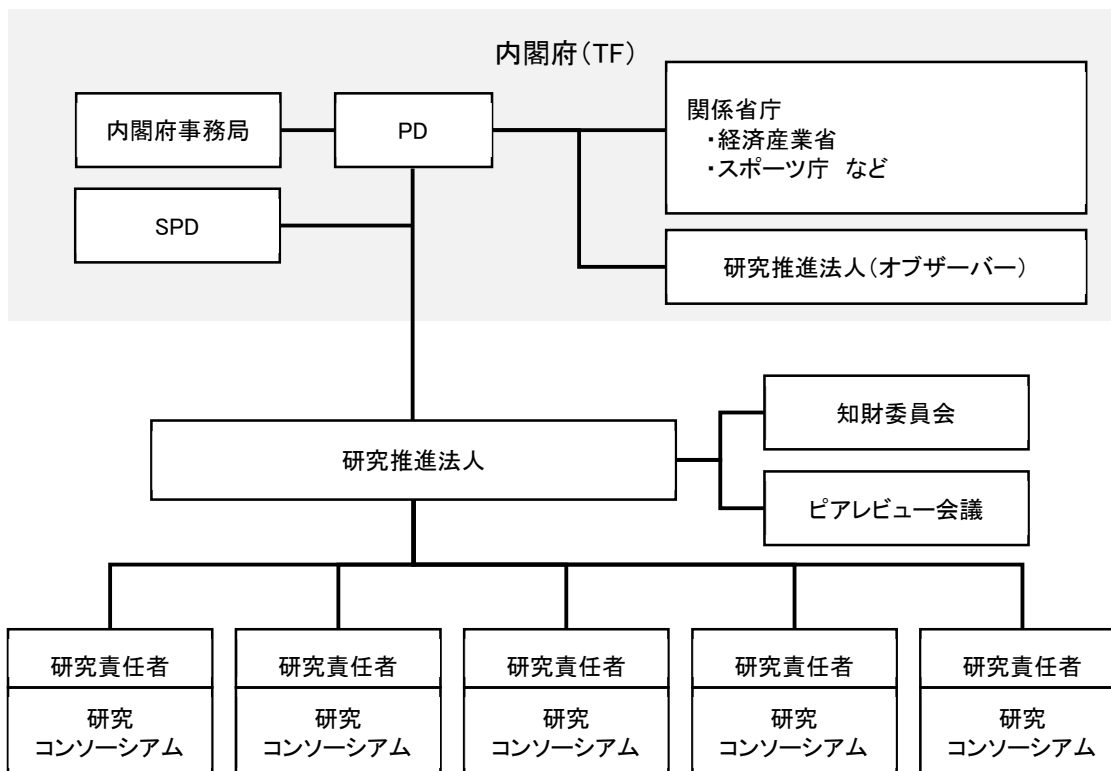 内閣府(TF)
内閣府事務局
PD
関係省庁
・経済産業省
・スポーツ庁 など
SPD
研究推進法人(オブザーバー)
知財委員会
研究推進法人
ピアレビュー会議
研究責任者
研究責任者
研究責任者
研究責任者
研究責任者
研究
コンソーシアム
研究
コンソーシアム
研究
コンソーシアム
研究
コンソーシアム
研究
コンソーシアム